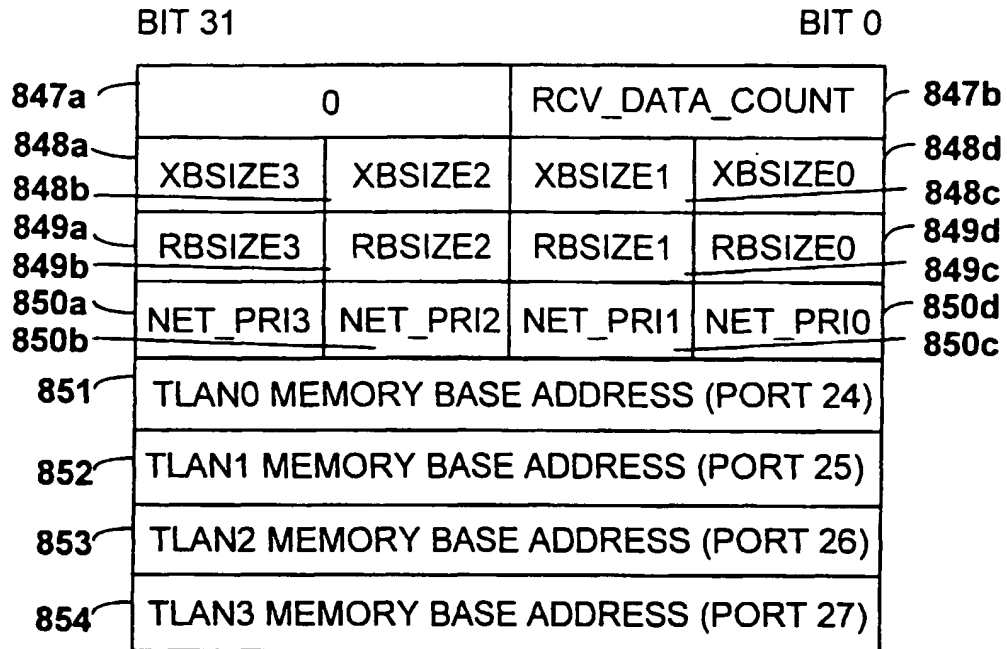 BIT 31 BIT 0
847a 0 RCV_DATA_COUNT 847b
848a XBSIZE3 XBSIZE2 XBSIZE1 XBSIZE0 848d
848b 848c
849a RBSIZE3 RBSIZE2 RBSIZE1 RBSIZE0 849d
849b 849c
850a NET_PRI3 NET_PRI2 NET_PRI1 NET_PRI0 850d
850b 850c
851 TLAN0 MEMORY BASE ADDRESS (PORT 24)
852 TLAN1 MEMORY BASE ADDRESS (PORT 25)
853 TLAN2 MEMORY BASE ADDRESS (PORT 26)
854 TLAN3 MEMORY BASE ADDRESS (PORT 27)